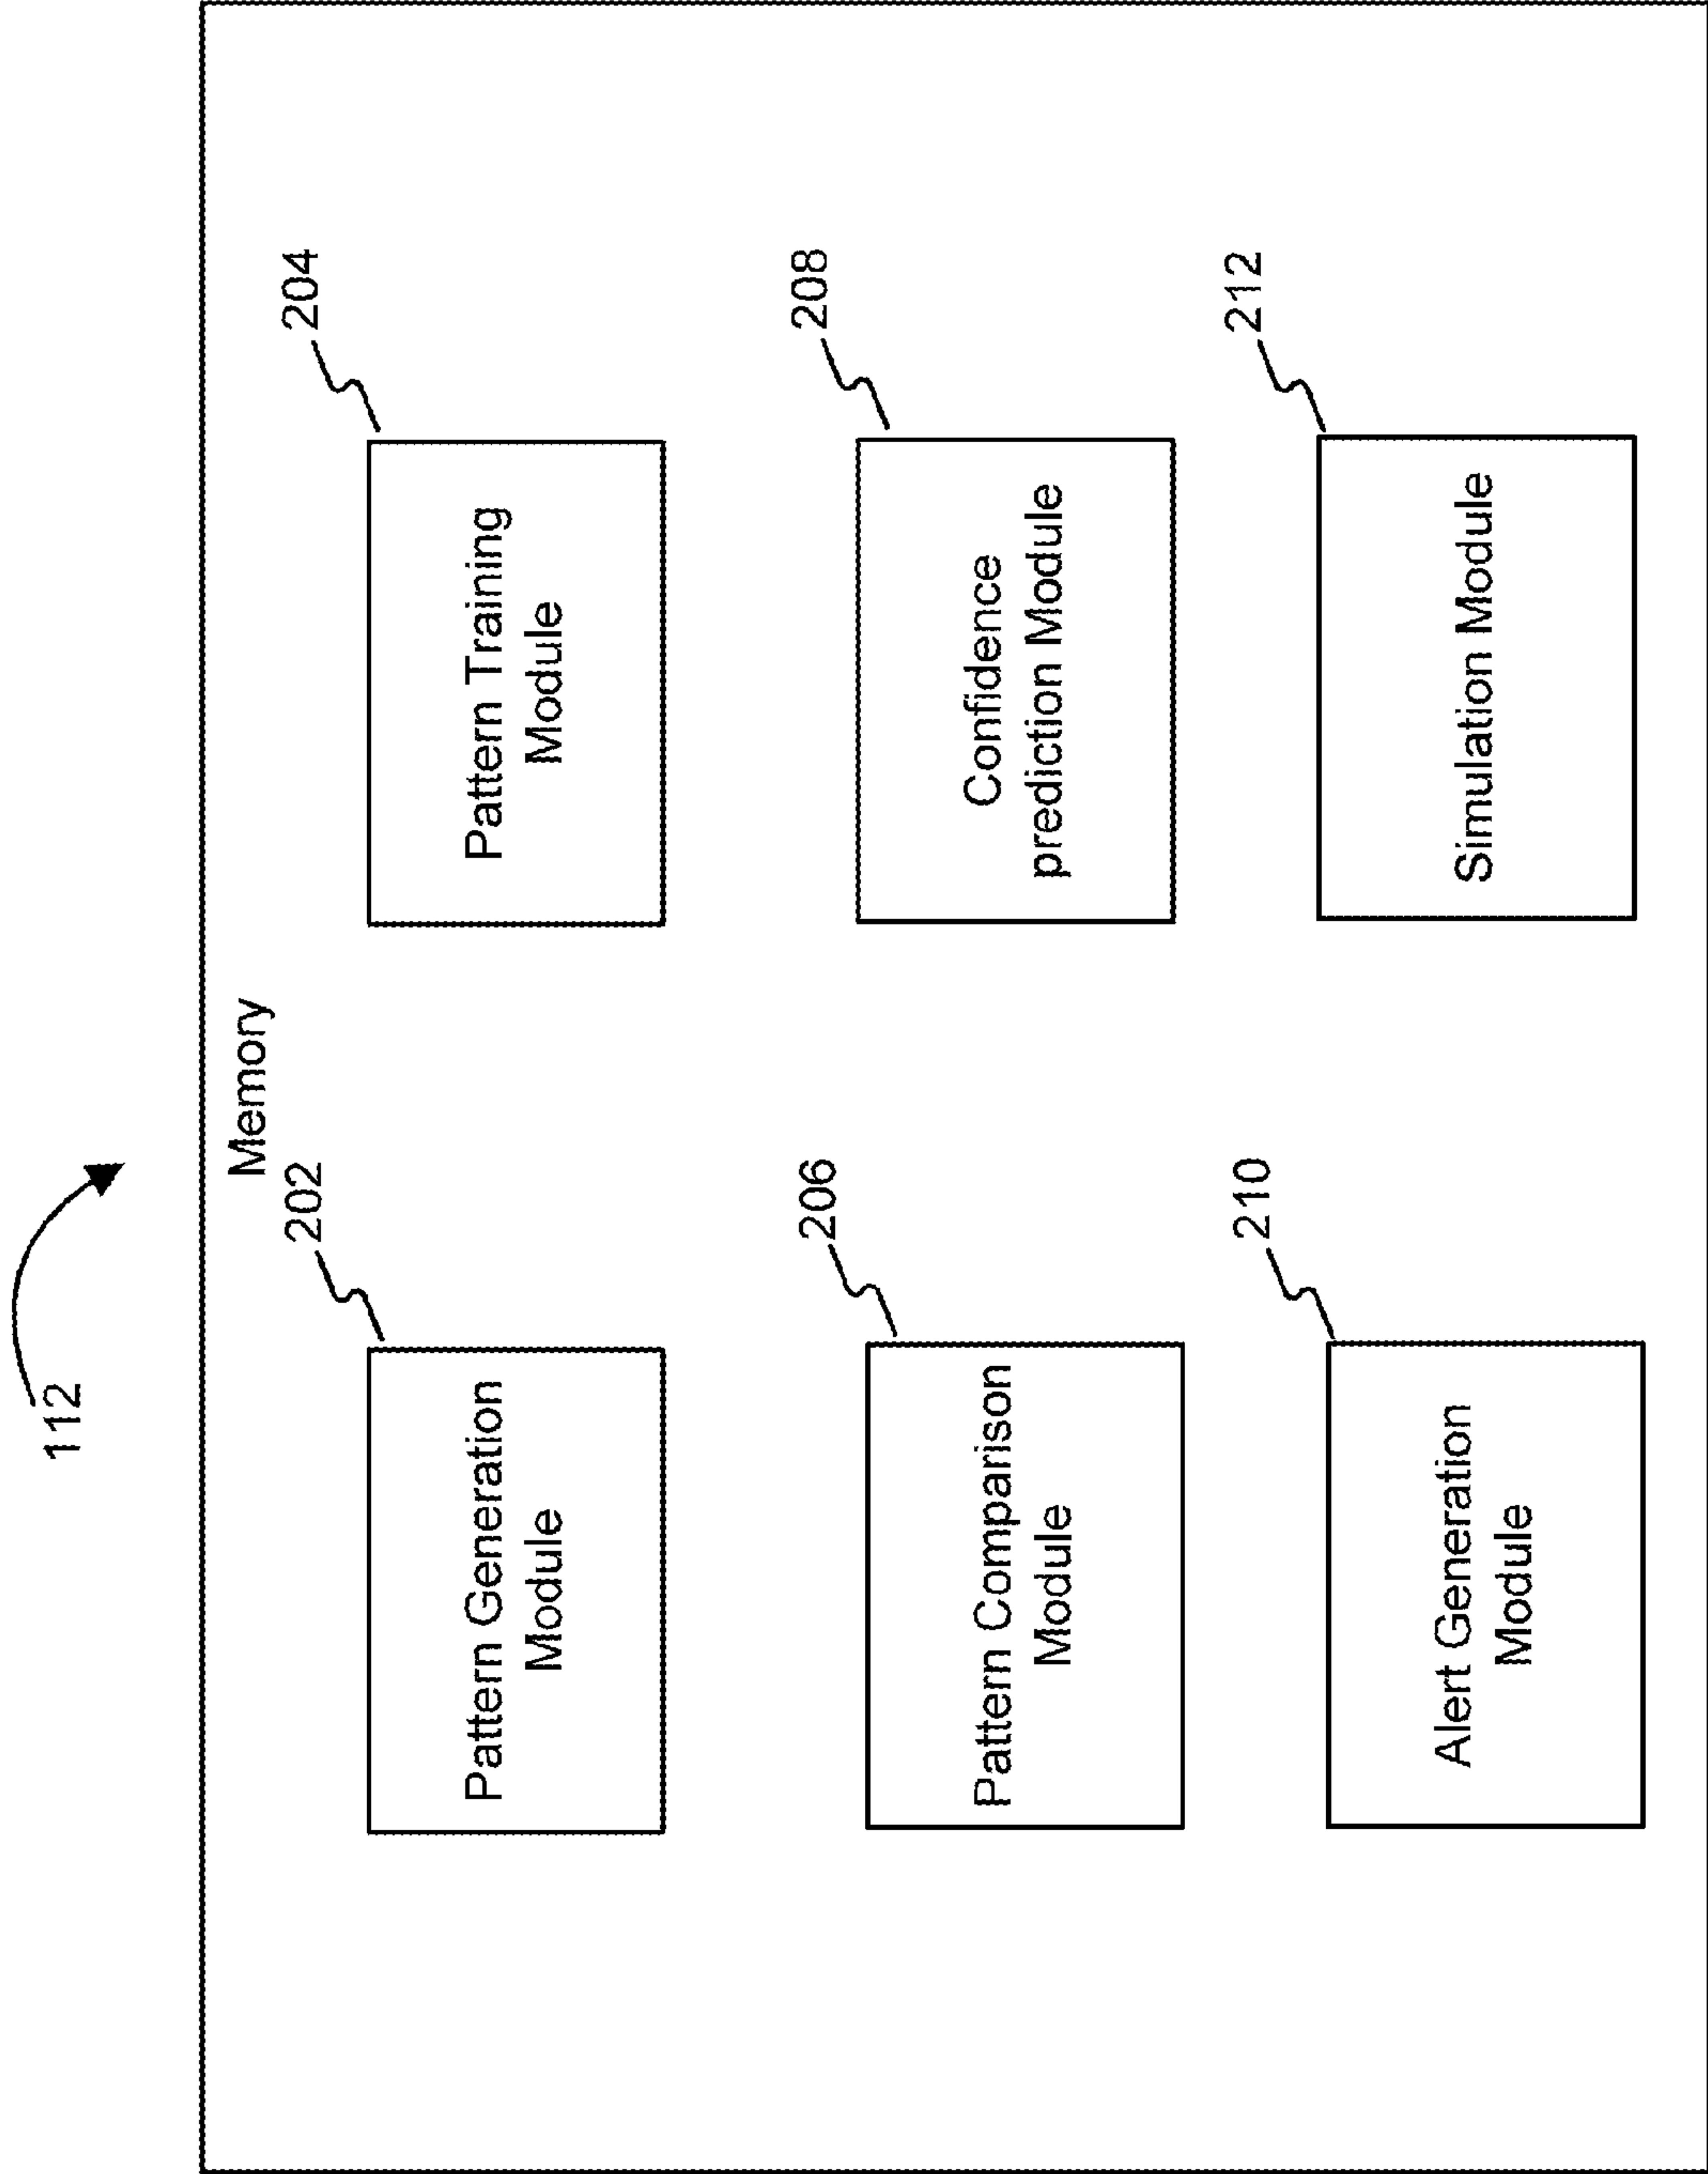 112
Memory
202
204
Pattern Generation
Module
Pattern Training
Module
206
208
Pattern Comparison
Module
Confidence
prediction Module
210
212
Alert Generation
Module
Simulation Module